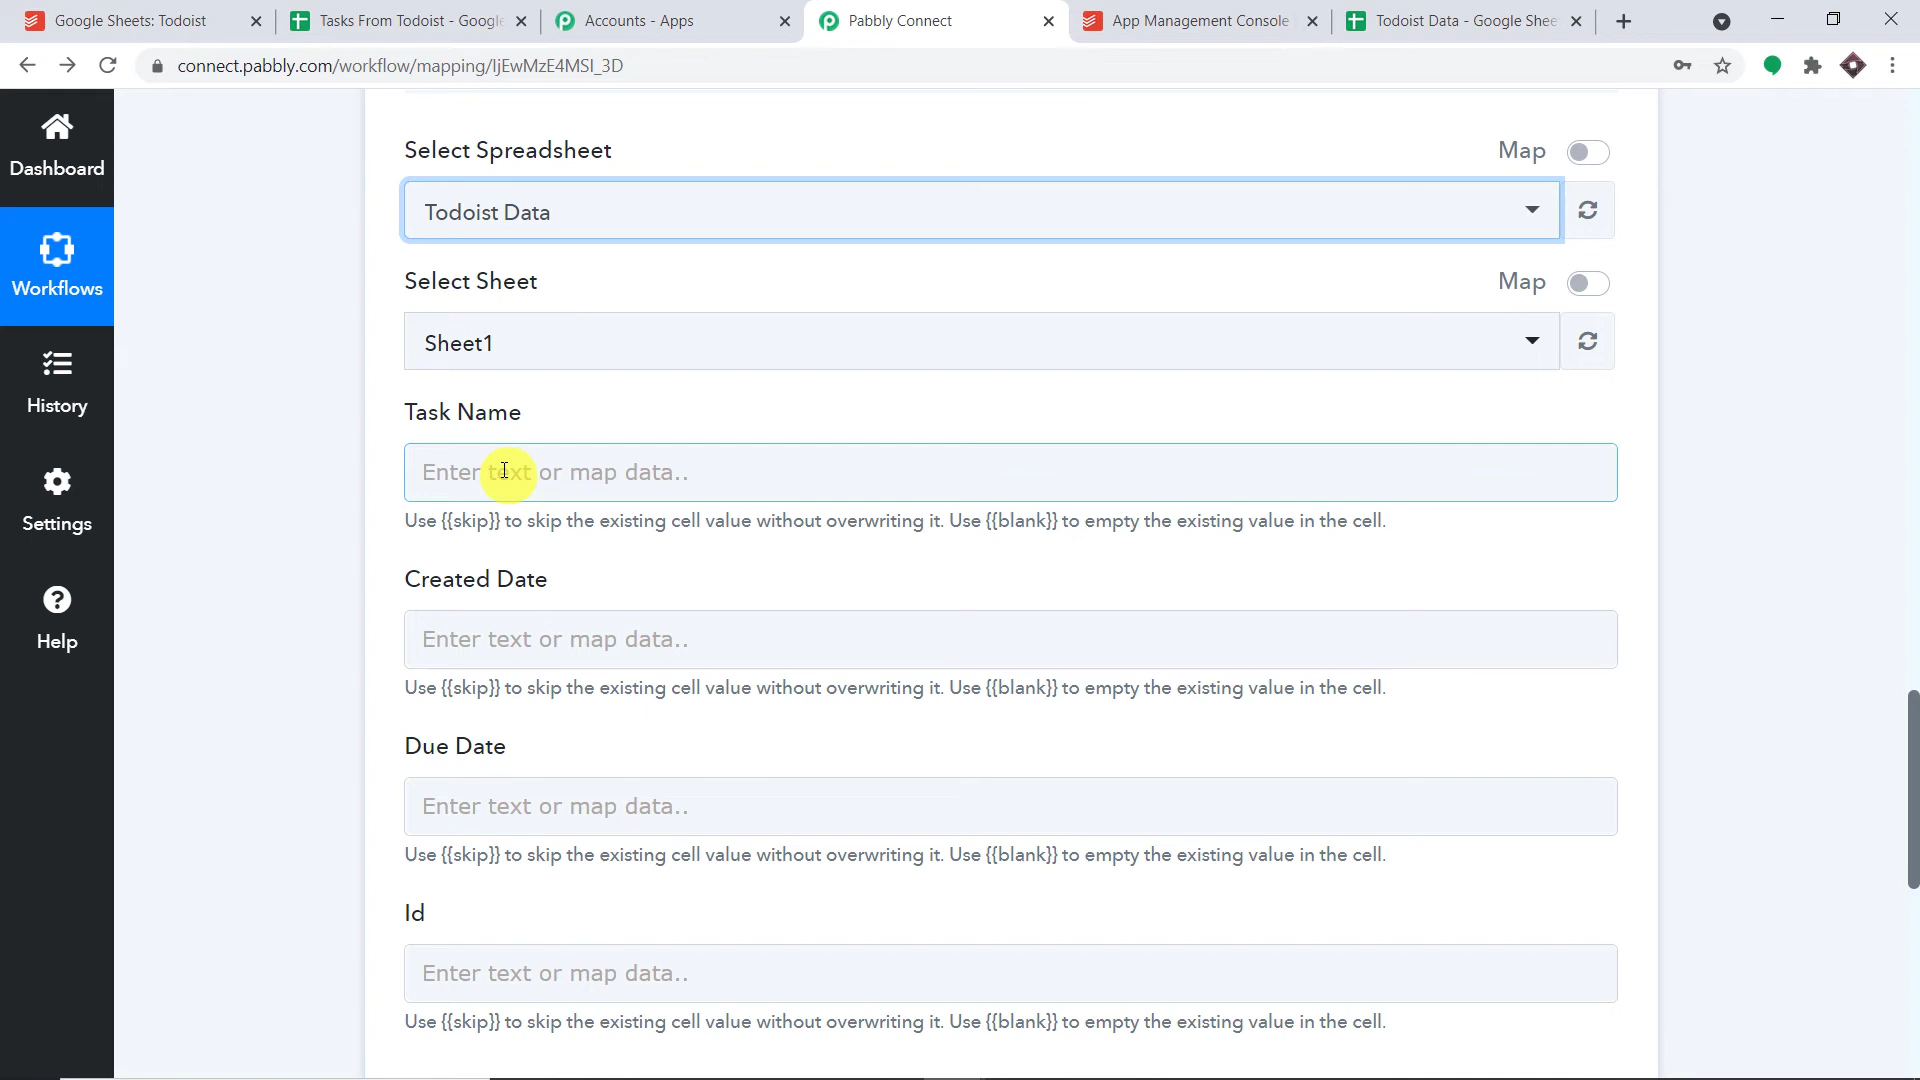 Google Sheets: Todoist
Tasks From Todoist - Google
Accounts - Apps
Pabbly Connect
App Management Console
Todoist Data - Google Shee
connect.pabbly.com/workflow/mapping/IjEwMzE4MSI_3D
Dashboard
Workflows
History
Settings
Help
Select Spreadsheet
Map
Todoist Data
Select Sheet
Map
Sheet1
Task Name
Enter text or map data..
Use {{skip}} to skip the existing cell value without overwriting it. Use {{blank}} to empty the existing value in the cell.
Created Date
Enter text or map data..
Use {{skip}} to skip the existing cell value without overwriting it. Use {{blank}} to empty the existing value in the cell.
Due Date
Enter text or map data..
Use {{skip}} to skip the existing cell value without overwriting it. Use {{blank}} to empty the existing value in the cell.
Id
Enter text or map data..
Use {{skip}} to skip the existing cell value without overwriting it. Use {{blank}} to empty the existing value in the cell.